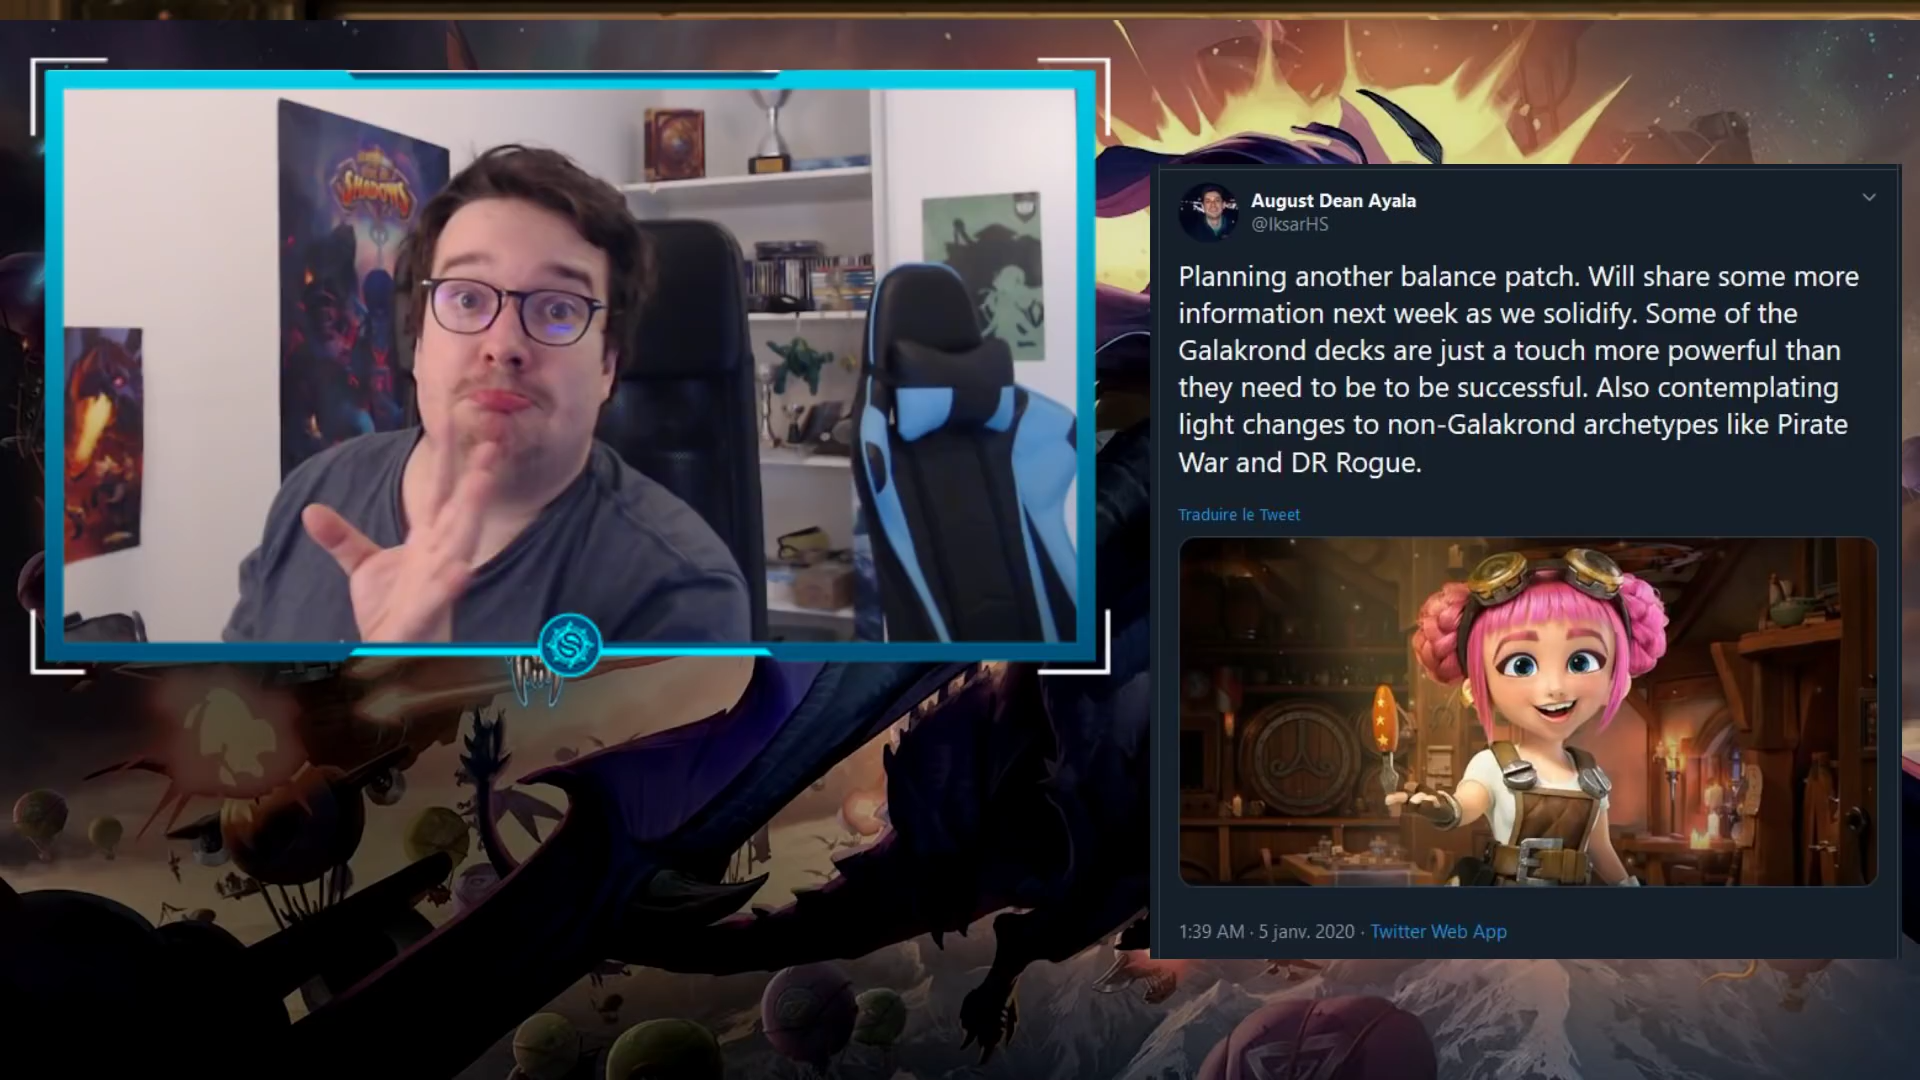 SHADOWS
August Dean Ayala
@IksarHS
Planning another balance patch. Will share some more
information next week as we solidify. Some of the
Galakrond decks are just a touch more powerful than
they need to be to be successful. Also contemplating
light changes to non-Galakrond archetypes like Pirate
War and DR Rogue.
Traduire le Tweet
1:39 AM · 5 janv. 2020 · Twitter Web App